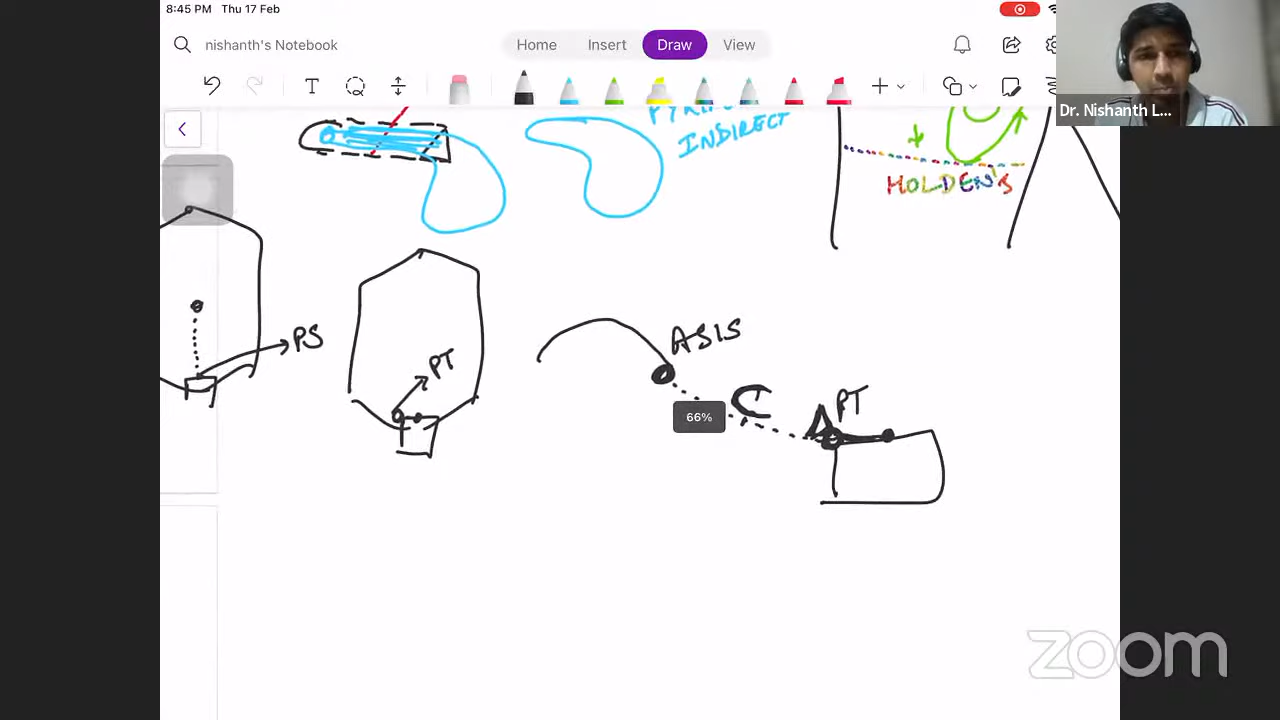 8:45 PM Thu 17 Feb
nishanth's Notebook
Home
Insert
Draw
View
Dr. Nishanth L...
INDIRECT
HOLDEN'S
PS
PT
ASIS
66%
PT
zoom